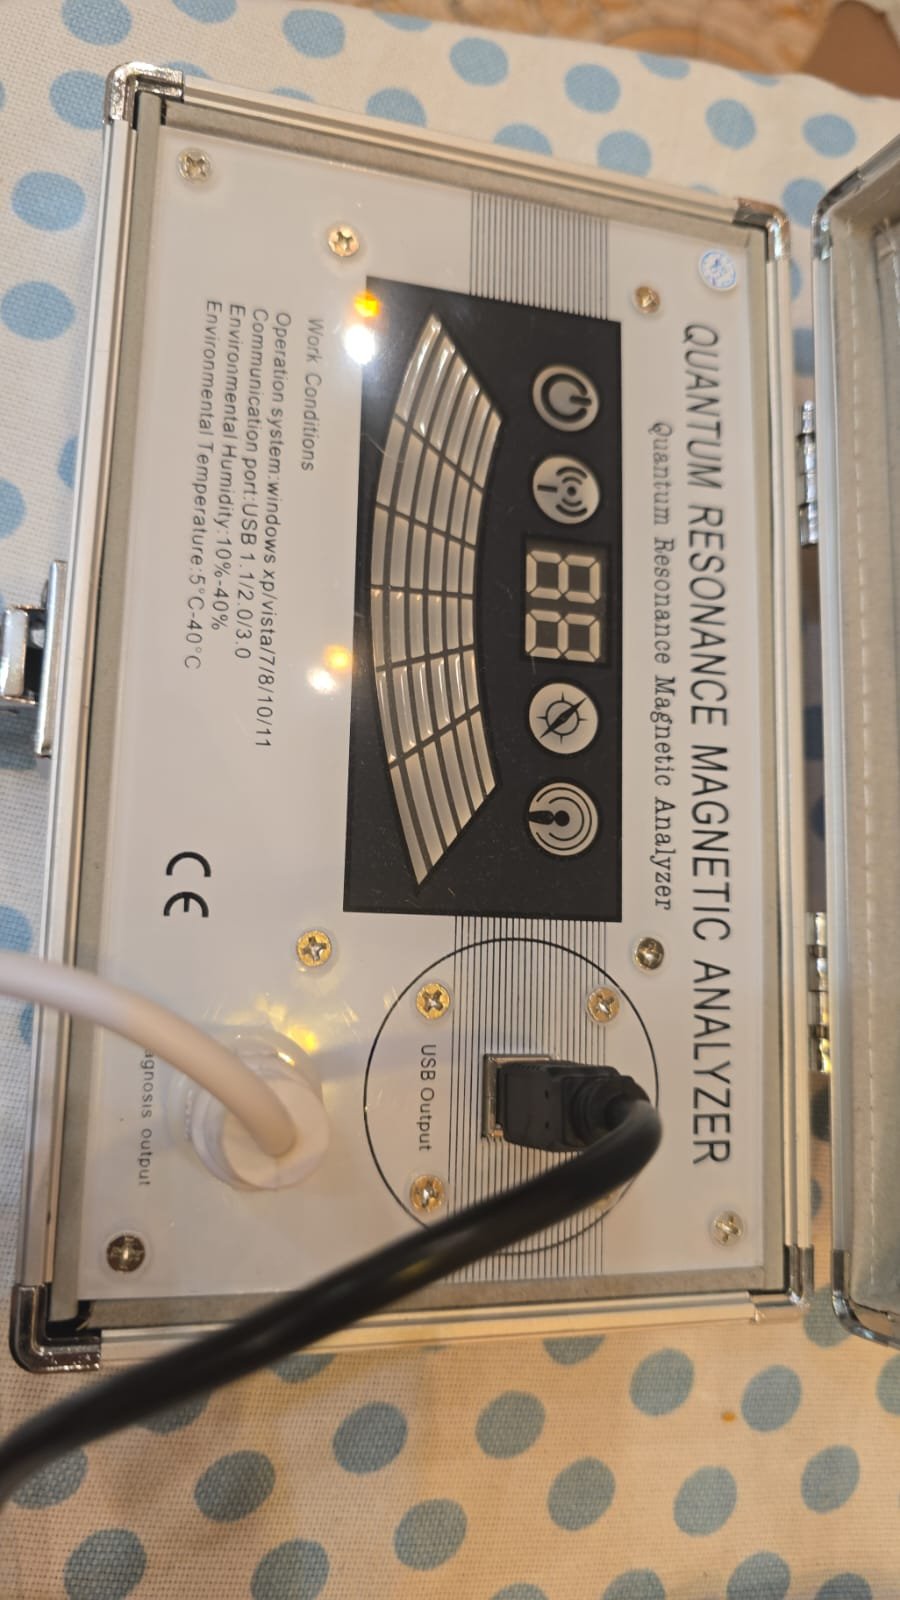 QUANTUM RESONANCE MAGNETIC ANALYZER
Quantum Resonance Magnetic Analyzer
88
Work Conditions
Operation system:windows xp/vista/7/8/10/11
Communication port:USB 1.1/2.0/3.0
Environmental Humidity:10%-40%
Environmental Temperature:5°C-40°C
CE
USB Output
output